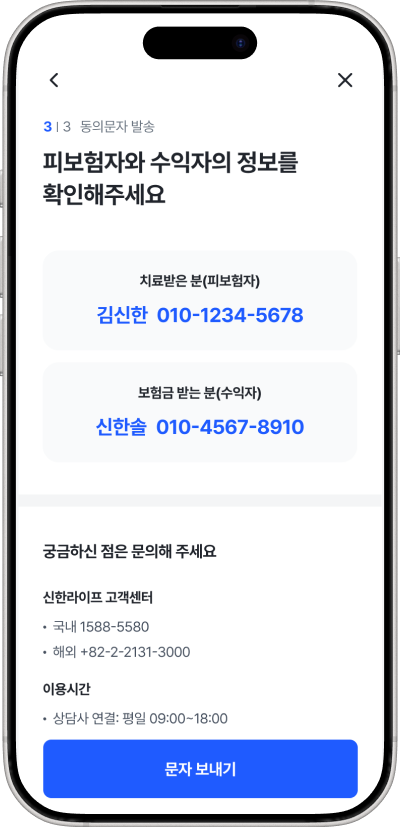 3 | 3 동의문자 발송
피보험자와 수익자의 정보를
확인해주세요
치료받은 분(피보험자)
김신한 010-1234-5678
보험금 받는 분(수익자)
신한솔 010-4567-8910
궁금하신 점은 문의해 주세요
신한라이프 고객센터
• 국내 1588-5580
• 해외 +82-2-2131-3000
이용시간
• 상담사 연결: 평일 09:00~18:00
문자 보내기